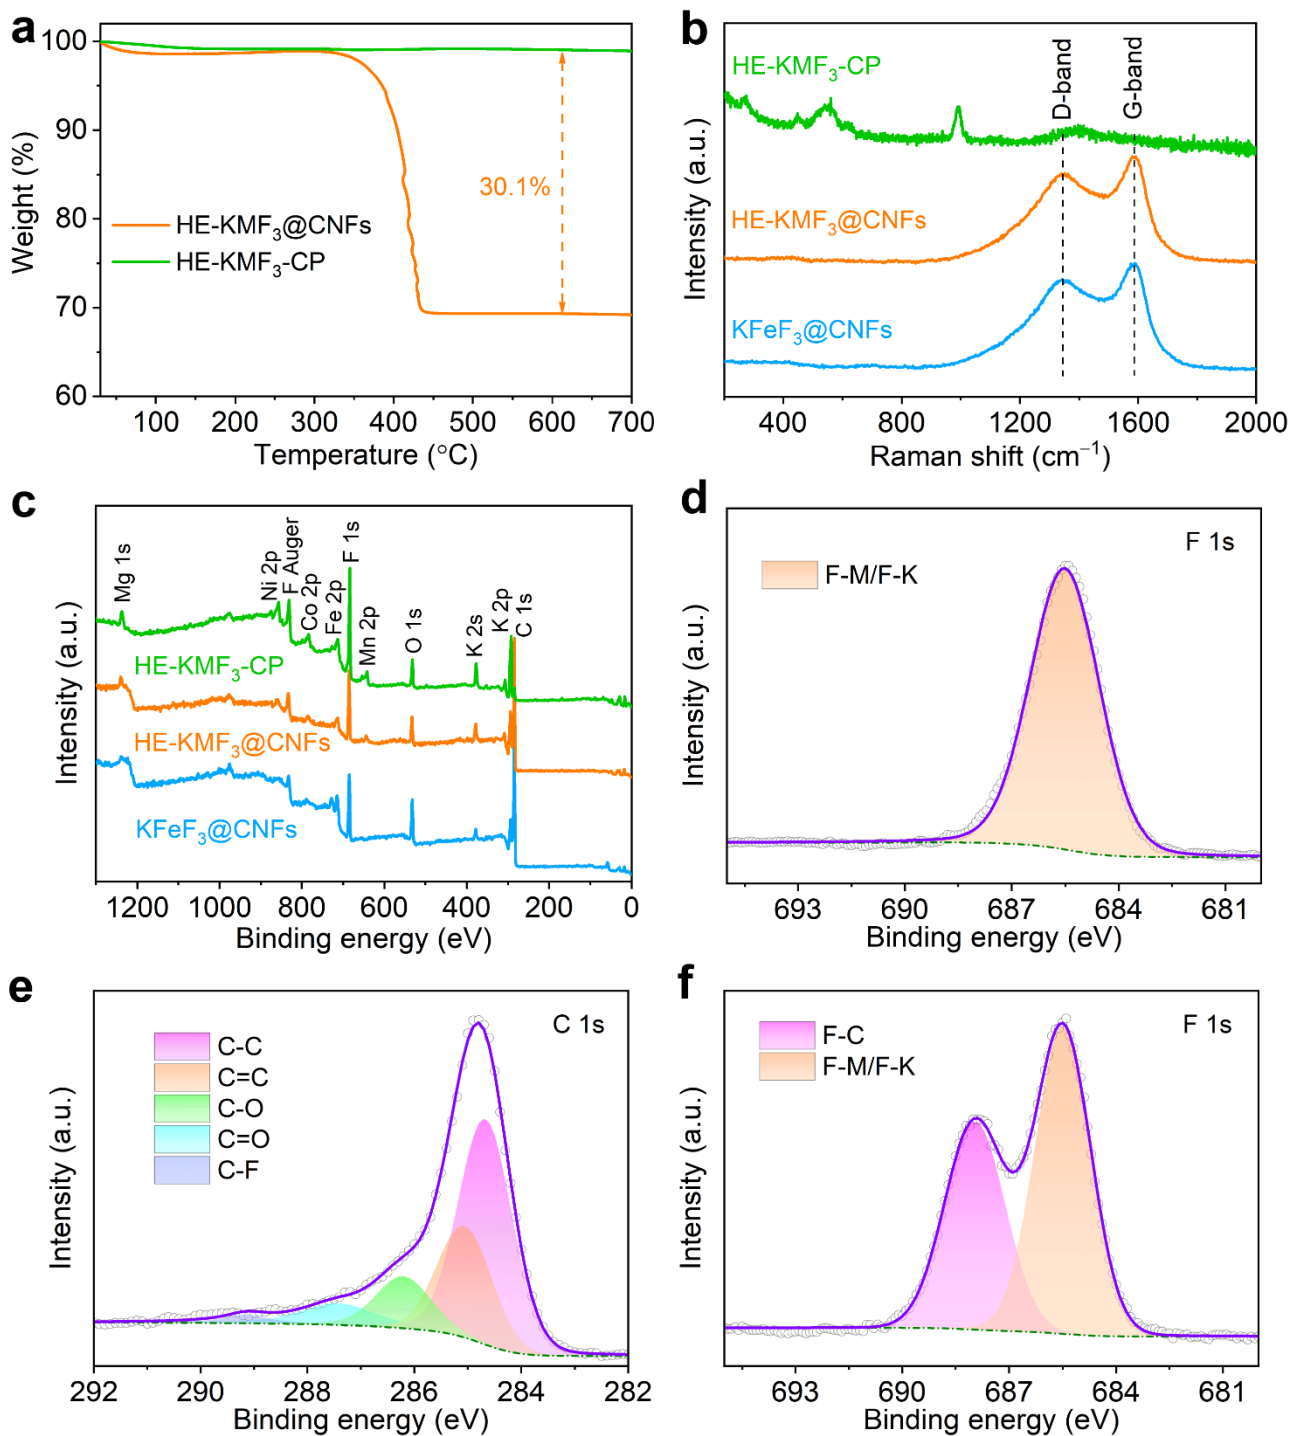 a
100
90
80
70
60
Weight (%)
30.1%
HE-KMF₃@CNFs
HE-KMF₃-CP
100 200 300 400 500 600 700
Temperature (°C)
b
HE-KMF₃-CP
D-band
G-band
HE-KMF₃@CNFs
KFeF₃@CNFs
Intensity (a.u.)
400 800 1200 1600 2000
Raman shift (cm⁻¹)
c
Mg 1s
Ni 2p
F Auger
Co 2p
Fe 2p
F 1s
Mn 2p
O 1s
K 2s
K 2p
C 1s
HE-KMF₃-CP
HE-KMF₃@CNFs
KFeF₃@CNFs
Intensity (a.u.)
1200 1000 800 600 400 200 0
Binding energy (eV)
d
F 1s
F-M/F-K
Intensity (a.u.)
693 690 687 684 681
Binding energy (eV)
e
C 1s
C-C
C=C
C-O
C=O
C-F
Intensity (a.u.)
292 290 288 286 284 282
Binding energy (eV)
f
F 1s
F-C
F-M/F-K
Intensity (a.u.)
693 690 687 684 681
Binding energy (eV)